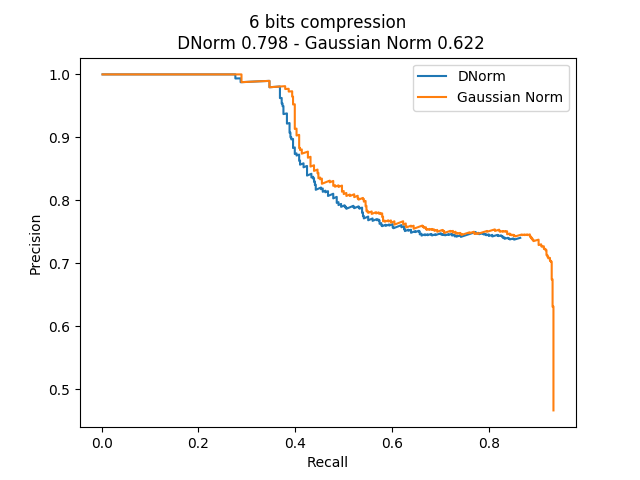 6 bits compression
DNorm 0.798 - Gaussian Norm 0.622
1.0
0.9
0.8
0.7
0.6
0.5
Precision
DNorm
Gaussian Norm
0.0
0.2
0.4
0.6
0.8
Recall